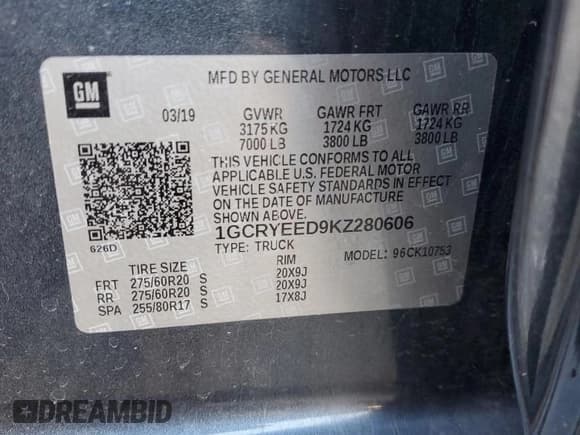 GM
MFD BY GENERAL MOTORS LLC
03/19 GVWR GAWR FRT GAWR RR
3175 KG 1724 KG 1724 KG
7000 LB 3800 LB 3800 LB
THIS VEHICLE CONFORMS TO ALL
APPLICABLE U.S. FEDERAL MOTOR
VEHICLE SAFETY STANDARDS IN EFFECT
ON THE DATE OF MANUFACTURE
SHOWN ABOVE.
626D
1GCRYEED9KZ280606
TYPE: TRUCK MODEL: 96CK10753
TIRE SIZE RIM
FRT 275/60R20 S 20X9J
RR 275/60R20 S 20X9J
SPA 255/80R17 S 17X8J
DREAMBID